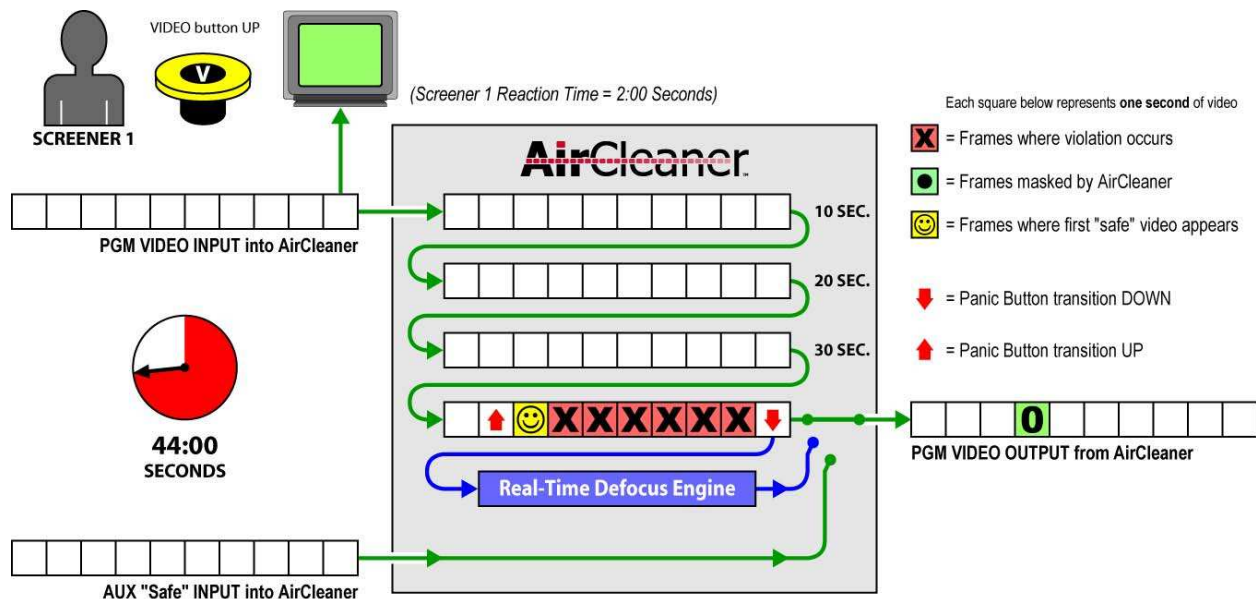 VIDEO button UP
V
SCREENER 1
(Screener 1 Reaction Time = 2:00 Seconds)
Each square below represents one second of video
X = Frames where violation occurs
= Frames masked by AirCleaner
= Frames where first "safe" video appears
= Panic Button transition DOWN
= Panic Button transition UP
AirCleaner™
10 SEC.
PGM VIDEO INPUT into AirCleaner
20 SEC.
30 SEC.
X X X X X X
0
44:00
SECONDS
PGM VIDEO OUTPUT from AirCleaner
Real-Time Defocus Engine
AUX "Safe" INPUT into AirCleaner